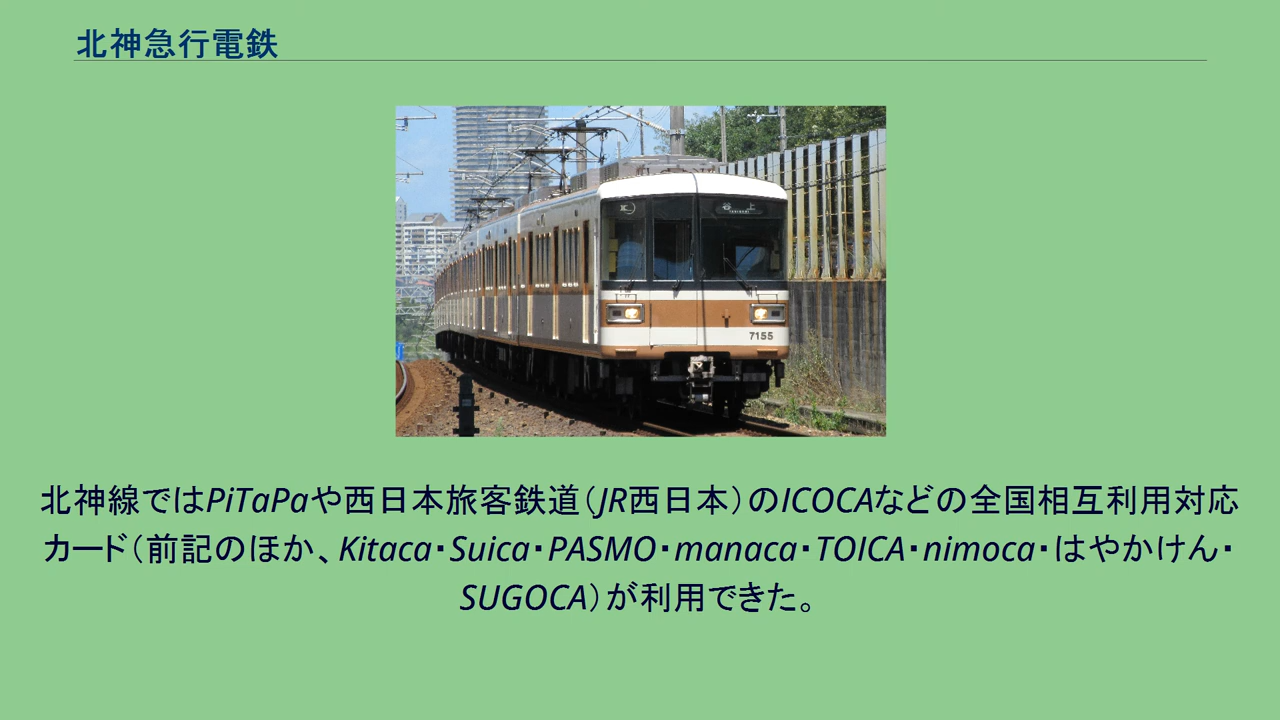 北神急行電鉄
谷上
7155
北神線ではPiTaPaや西日本旅客鉄道（JR西日本）のICOCAなどの全国相互利用対応
カード（前記のほか、Kitaca・Suica・PASMO・manaca・TOICA・nimoca・はやかけん・
SUGOCA）が利用できた。